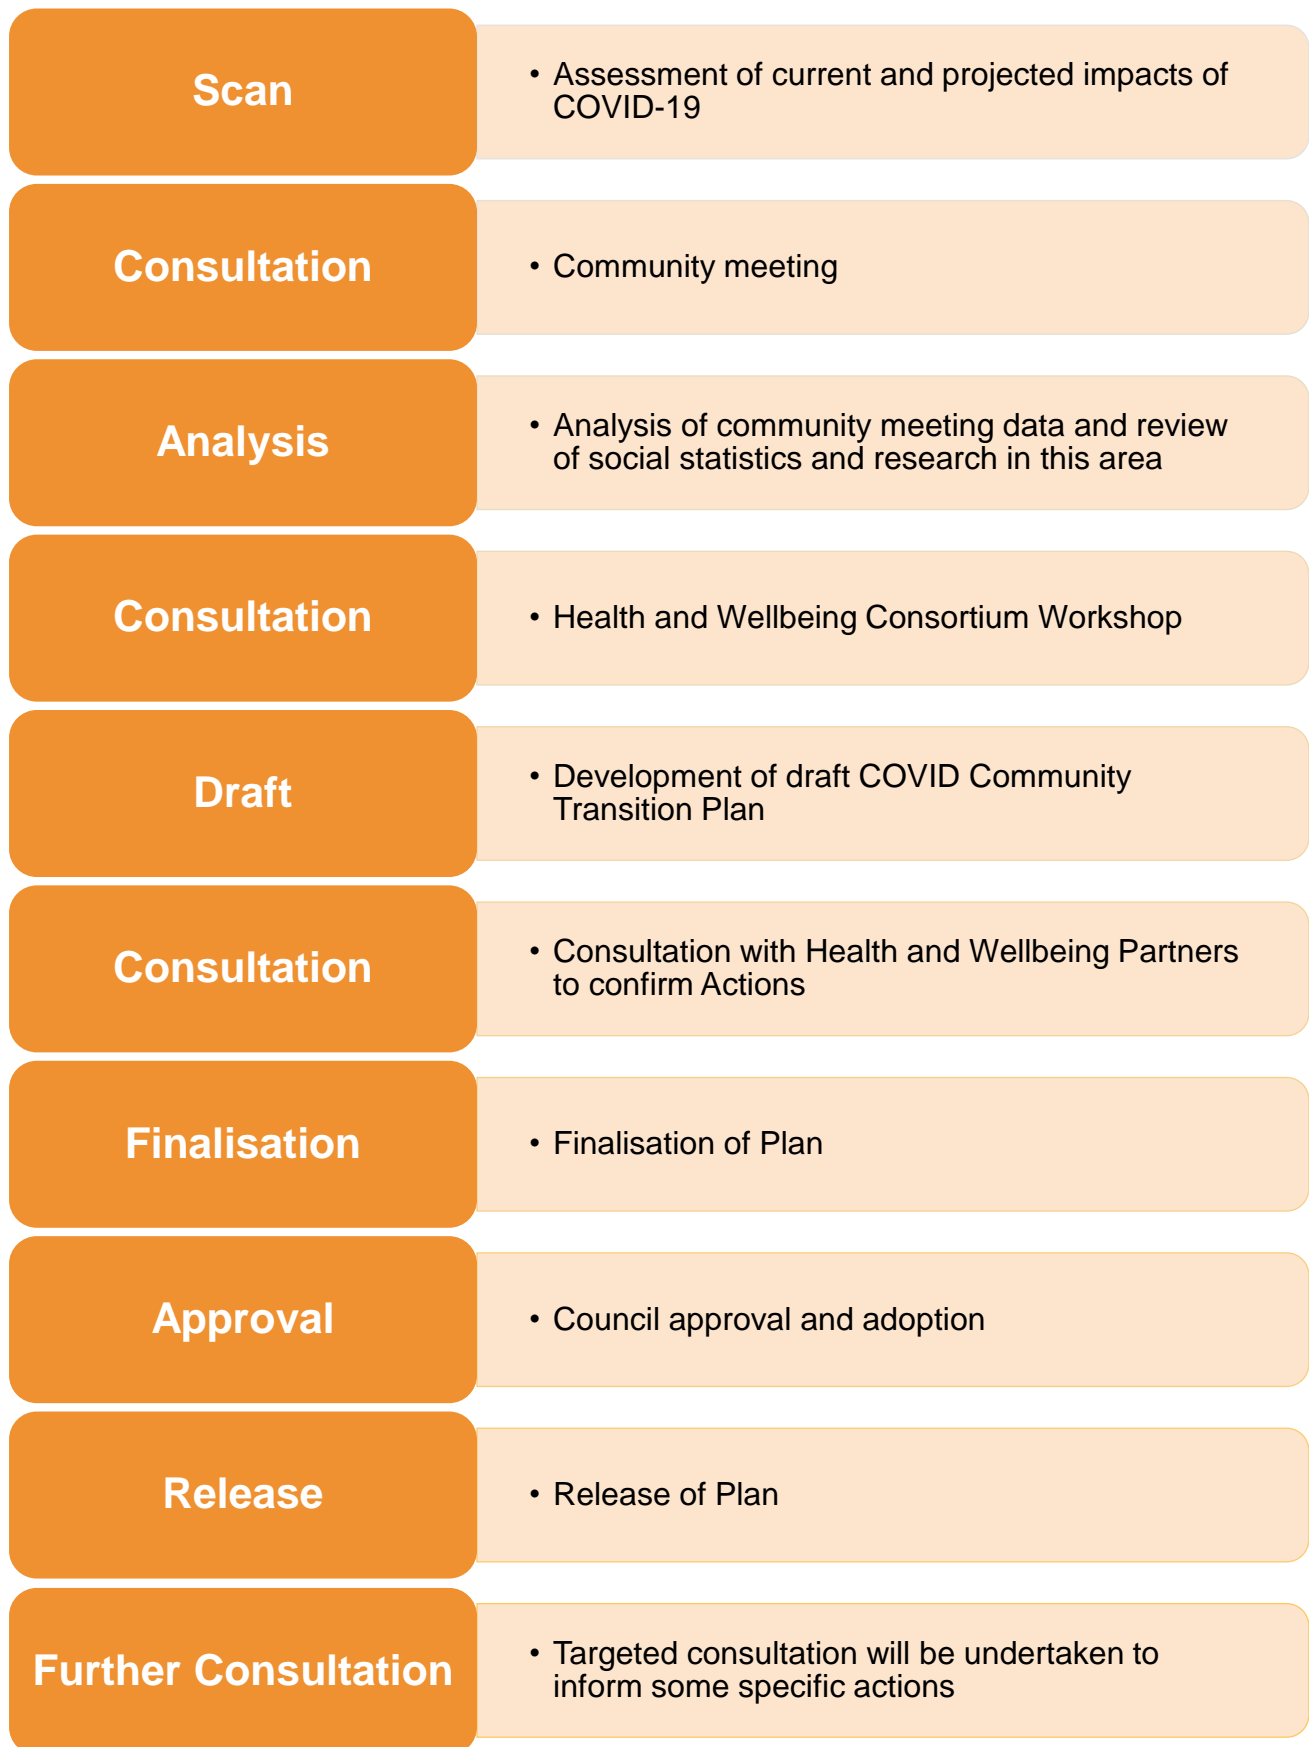 Scan
• Assessment of current and projected impacts of
COVID-19
Consultation
• Community meeting
Analysis
• Analysis of community meeting data and review
of social statistics and research in this area
Consultation
• Health and Wellbeing Consortium Workshop
Draft
• Development of draft COVID Community
Transition Plan
Consultation
• Consultation with Health and Wellbeing Partners
to confirm Actions
Finalisation
• Finalisation of Plan
Approval
• Council approval and adoption
Release
• Release of Plan
Further Consultation
• Targeted consultation will be undertaken to
inform some specific actions